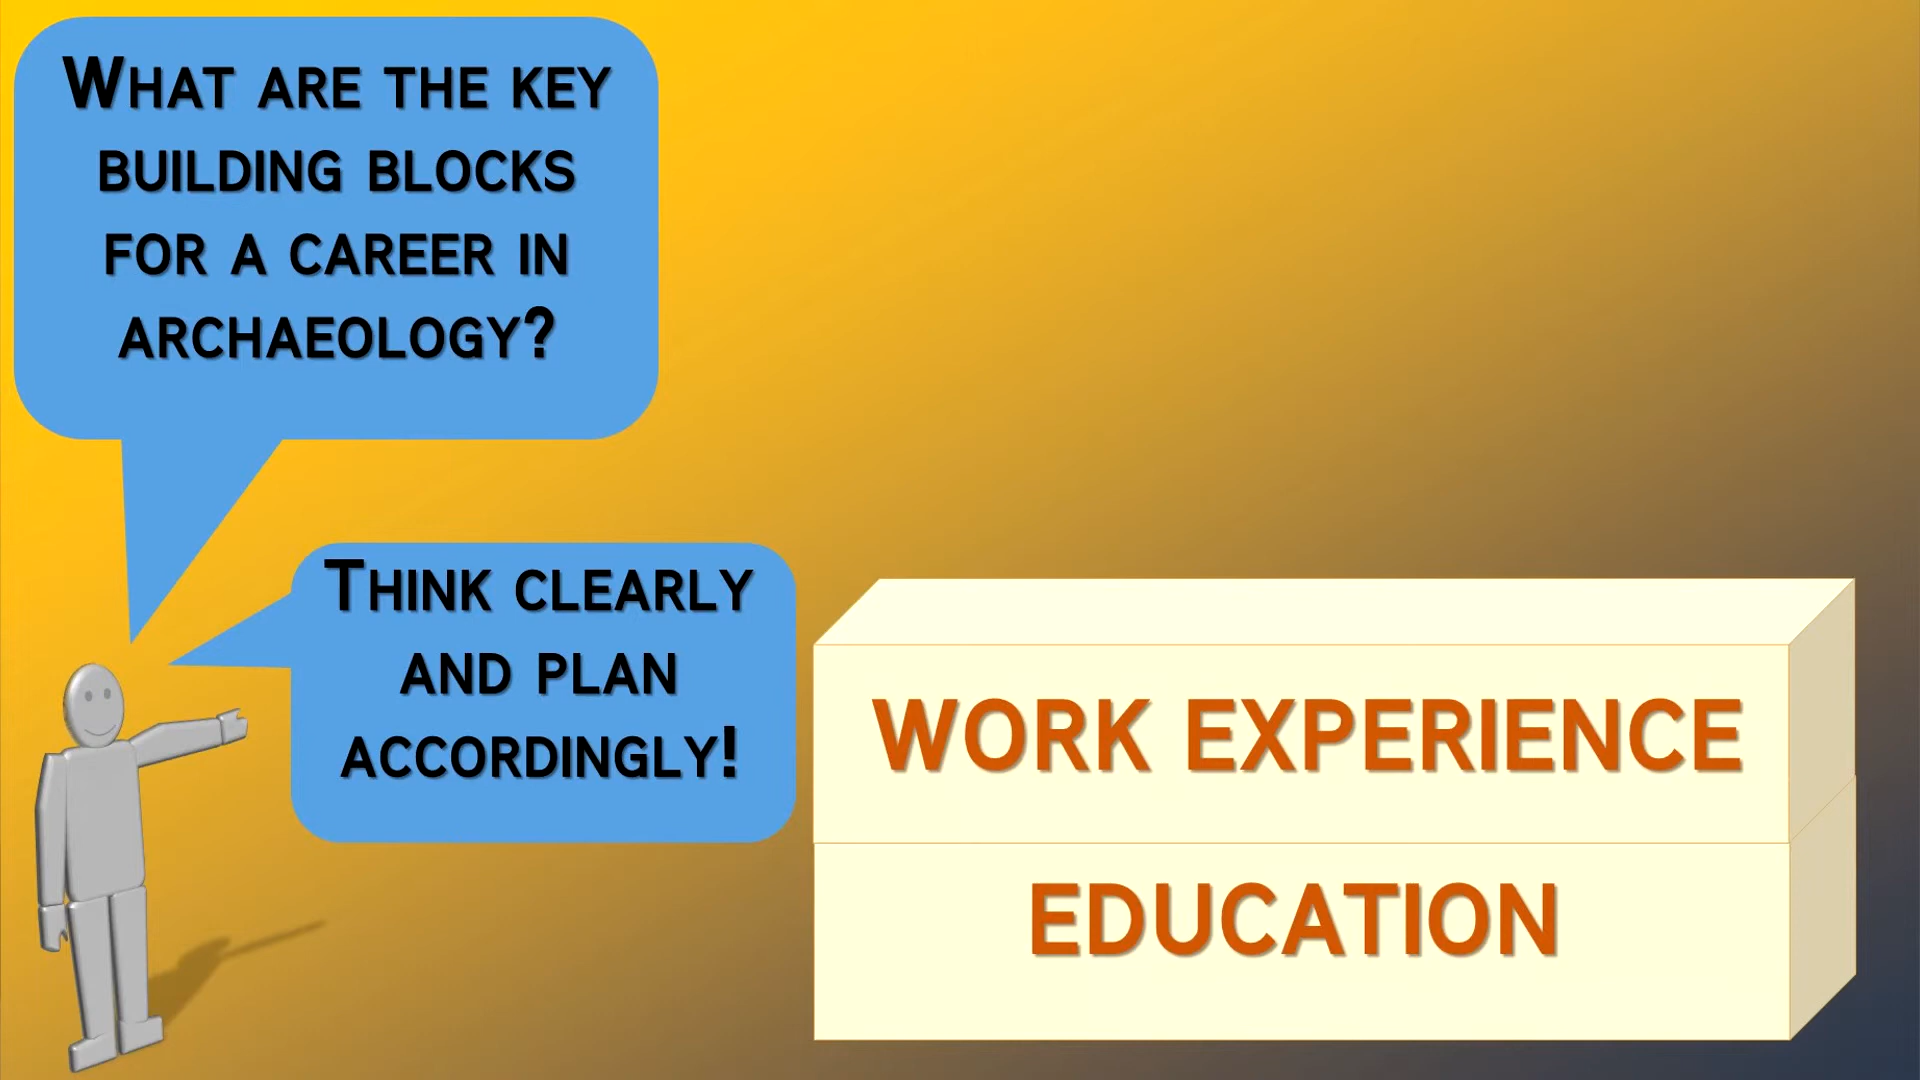 What are the key
building blocks
for a career in
archaeology?
Think clearly
and plan
accordingly!
WORK EXPERIENCE
EDUCATION